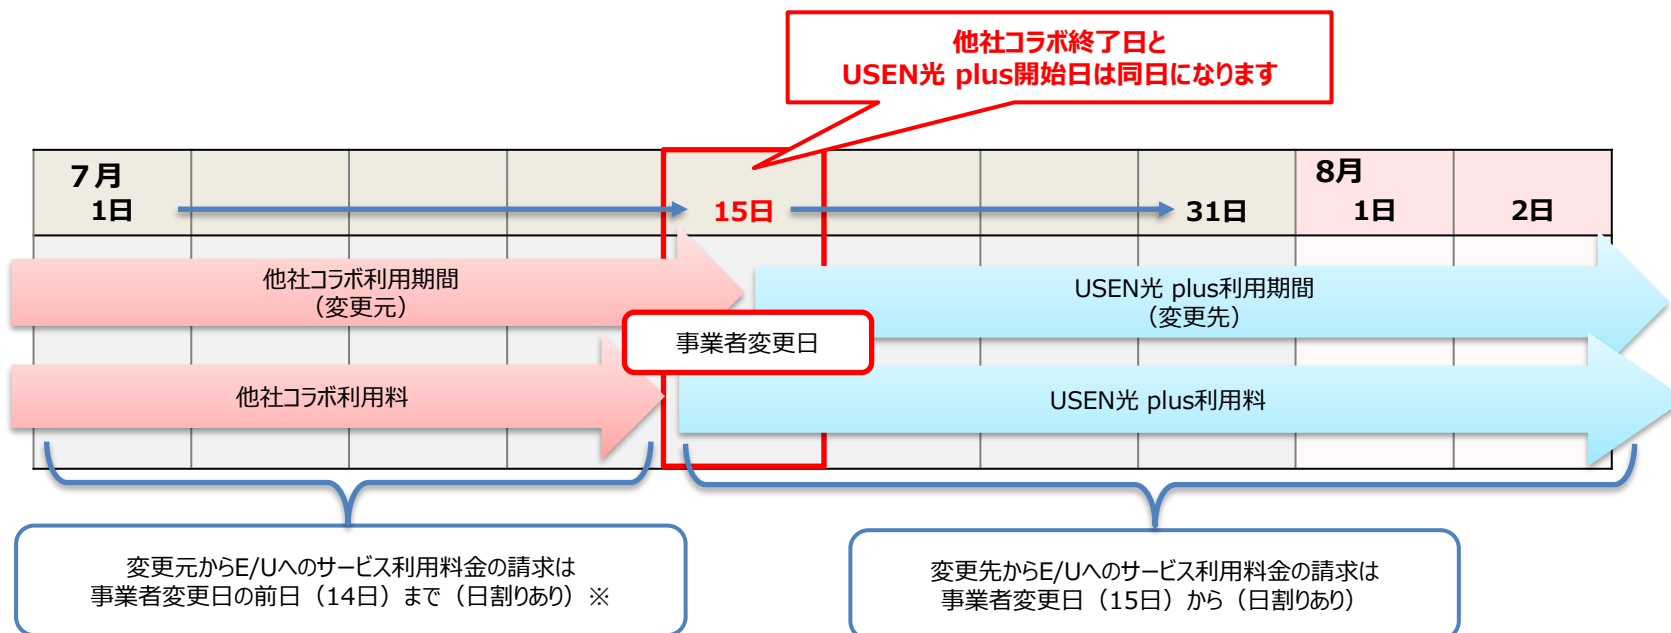 他社コラボ終了日と
USEN光 plus開始日は同日になります
7月
8月
1日
15日
31日
1日
2日
他社コラボ利用期間
（変更元）
USEN光 plus利用期間
（変更先）
事業者変更日
他社コラボ利用料
USEN光 plus利用料
変更元からE/Uへのサービス利用料金の請求は
事業者変更日の前日（14日）まで（日割りあり）※
変更先からE/Uへのサービス利用料金の請求は
事業者変更日（15日）から（日割りあり）